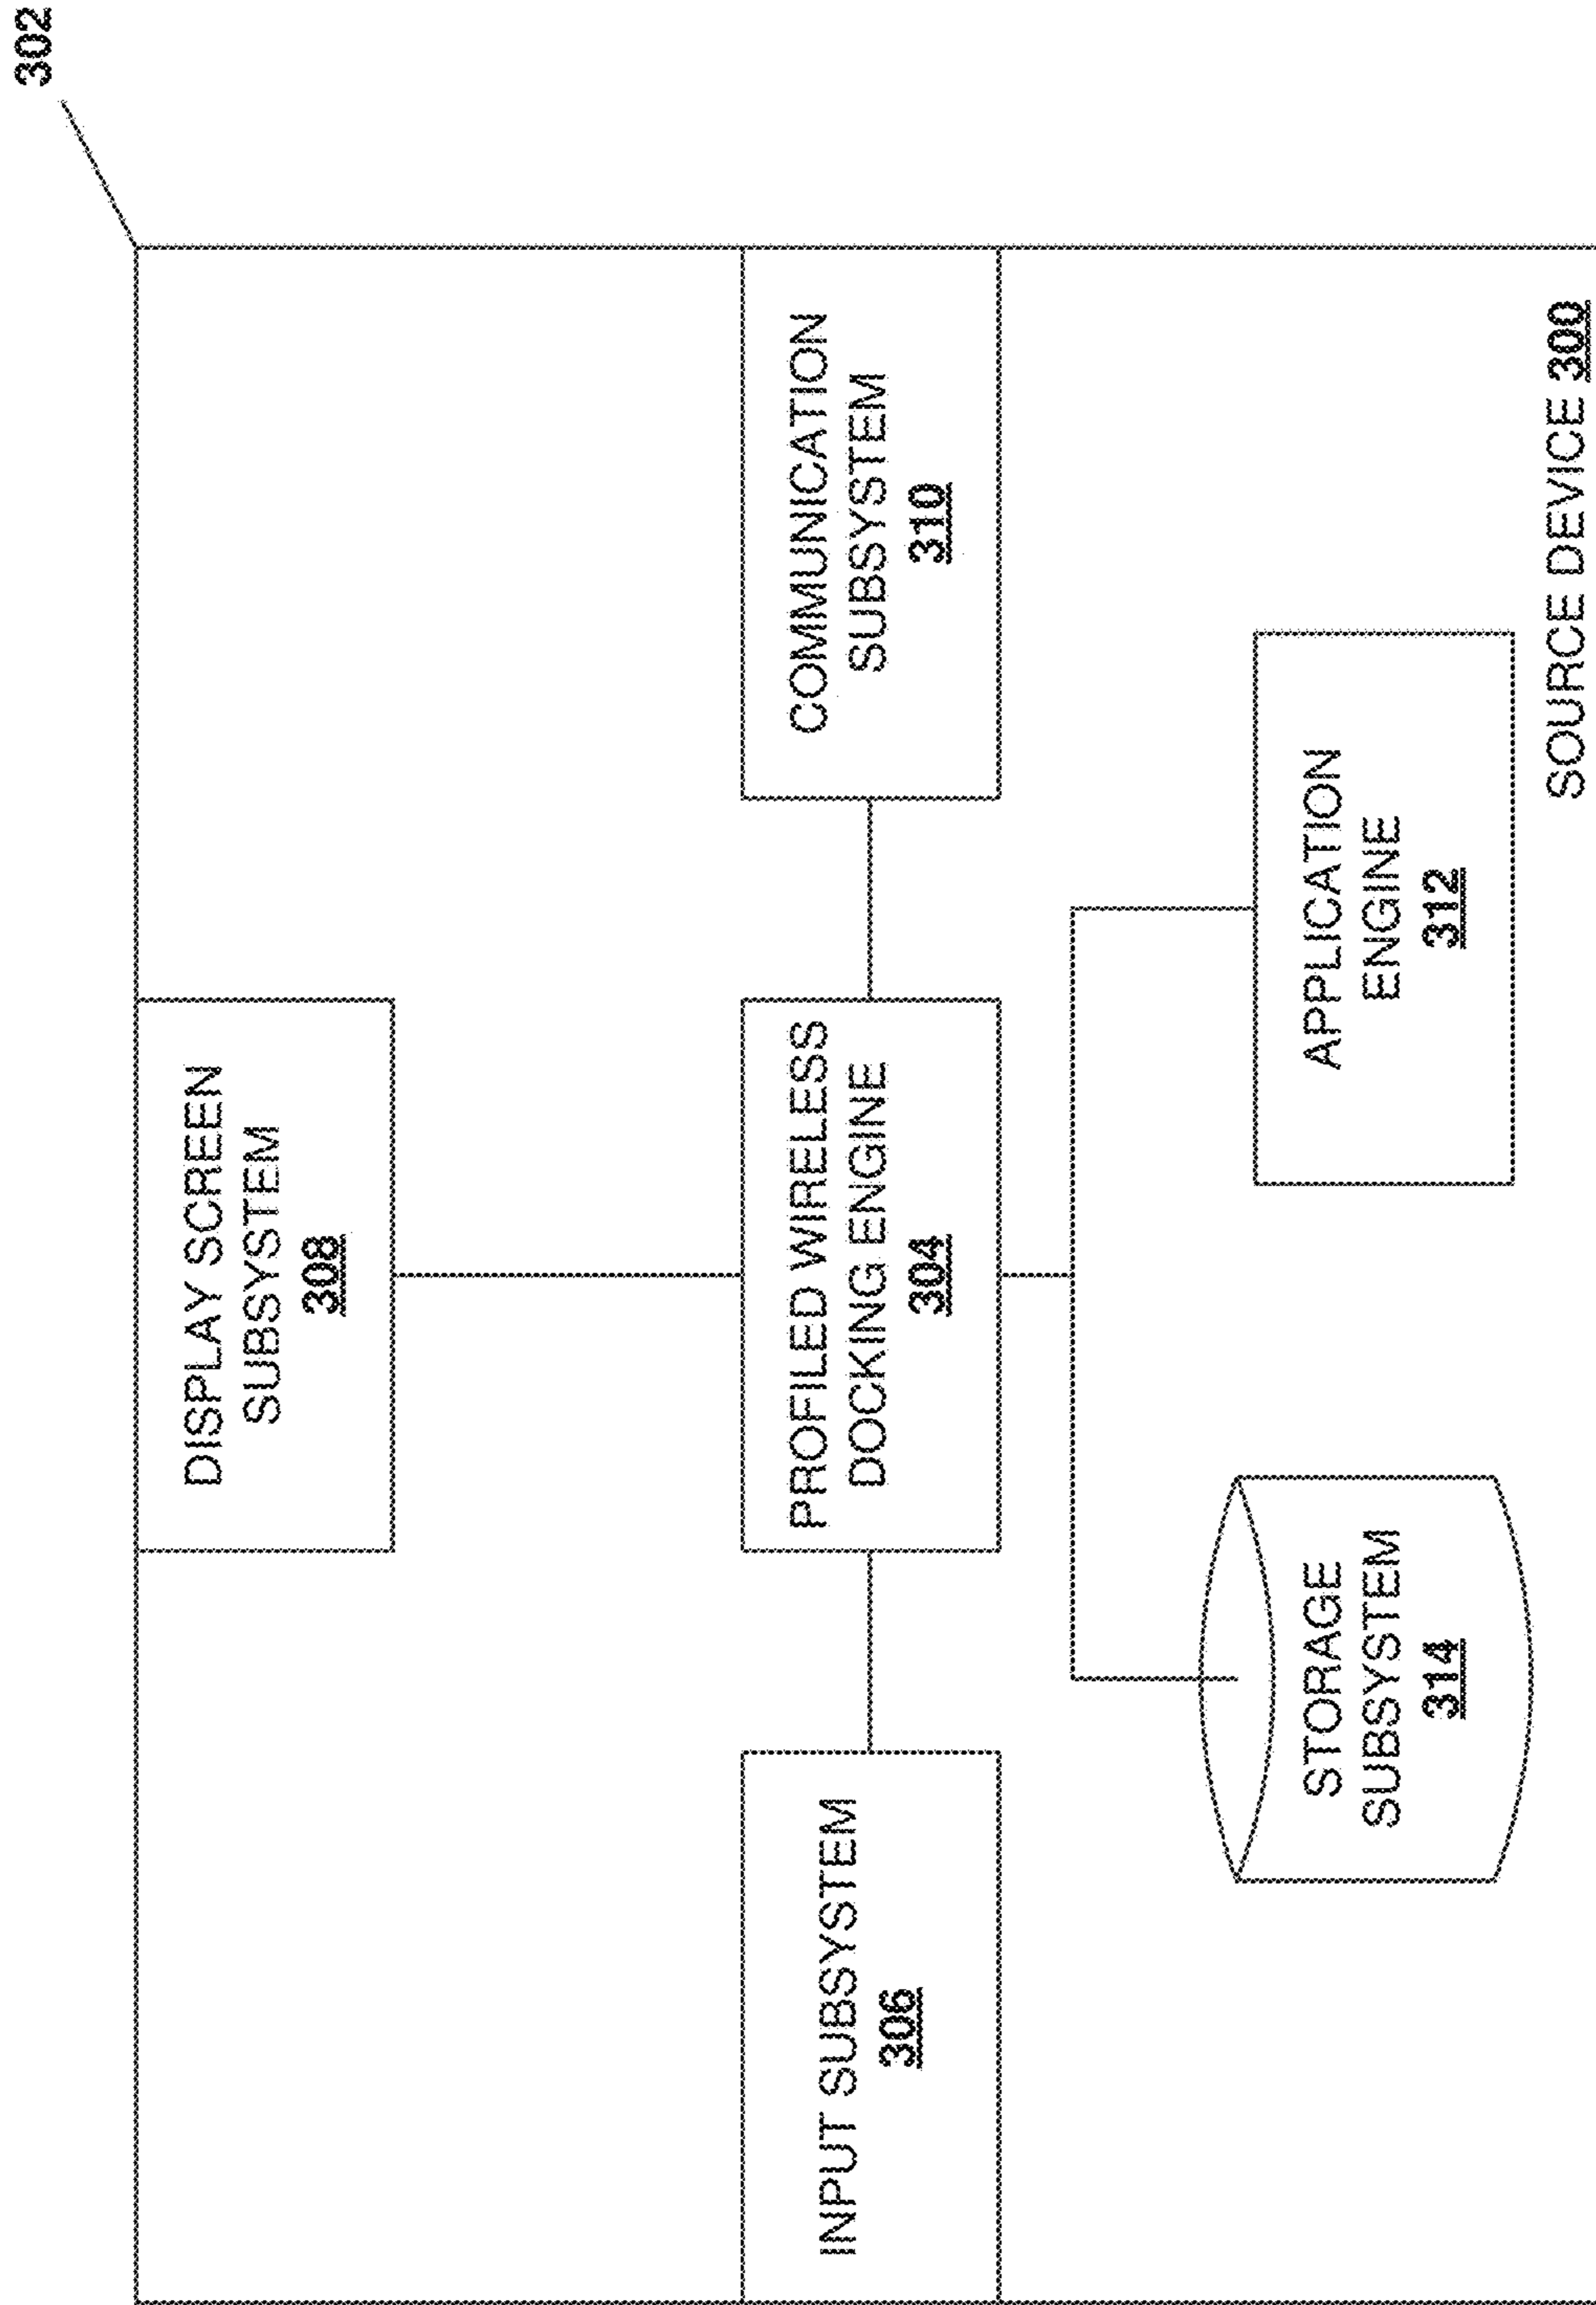 302
DISPLAY SCREEN
SUBSYSTEM
308
INPUT SUBSYSTEM
306
PROFILED WIRELESS
DOCKING ENGINE
304
COMMUNICATION
SUBSYSTEM
310
STORAGE
SUBSYSTEM
314
APPLICATION
ENGINE
312
SOURCE DEVICE 300